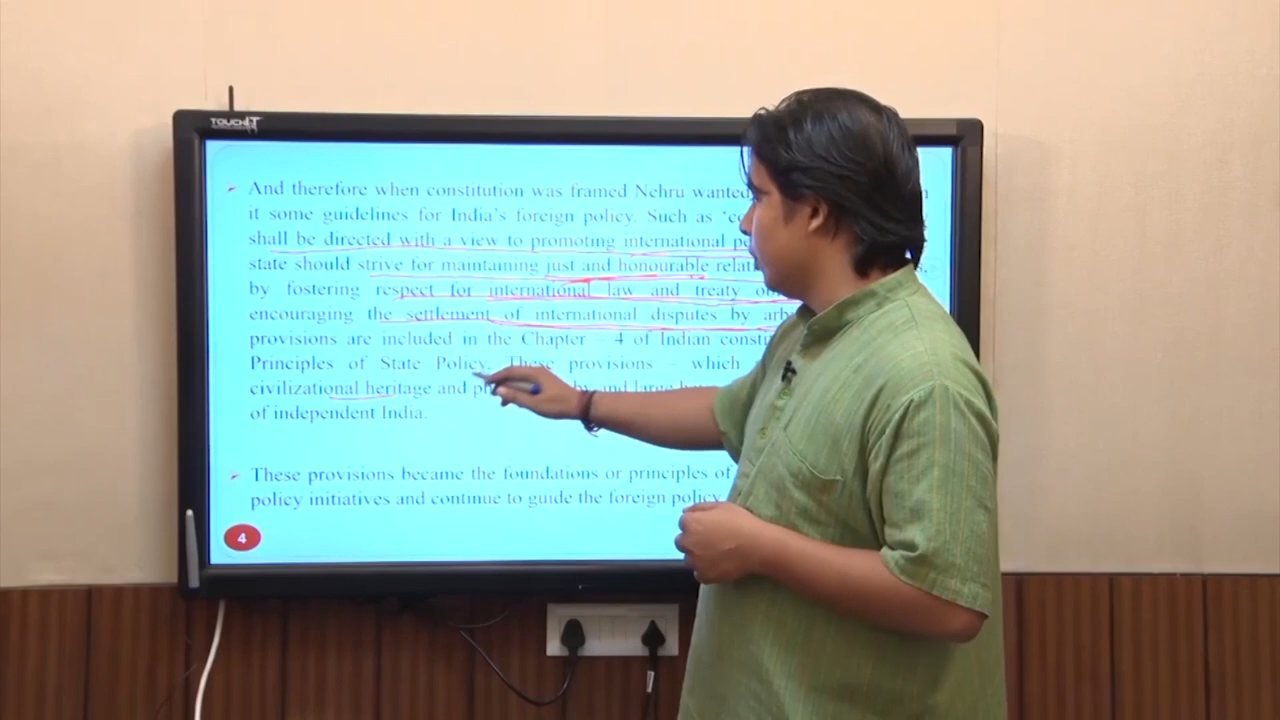 TOUCHIT
And therefore when constitution was framed Nehru wanted
it some guidelines for India's foreign policy. Such as
shall be directed with a view to promoting international
state should strive for maintaining just and honourable
by fostering respect for international law and treaty
encouraging the settlement of international disputes by
provisions are included in the Chapter – 4 of Indian
Principles of State Policy. These provisions – which
civilizational heritage and by and large
of independent India.
These provisions became the foundations or principles of
policy initiatives and continue to guide the foreign policy
4